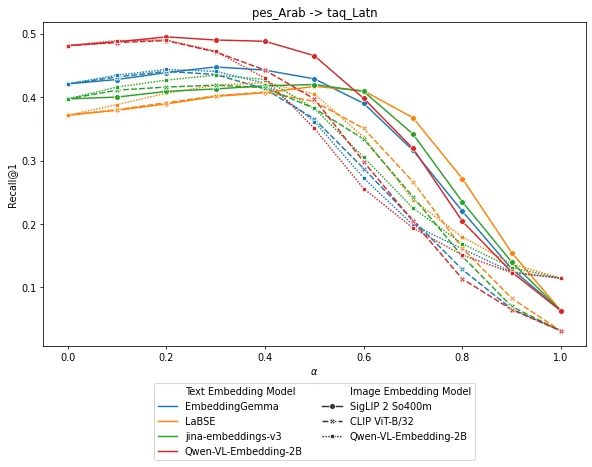 pes_Arab -> taq_Latn
0.5
0.4
0.3
0.2
0.1
Recall@1
0.0 0.2 0.4 0.6 0.8 1.0
α
Text Embedding Model Image Embedding Model
EmbeddingGemma SigLIP 2 So400m
LaBSE CLIP ViT-B/32
jina-embeddings-v3 Qwen-VL-Embedding-2B
Qwen-VL-Embedding-2B